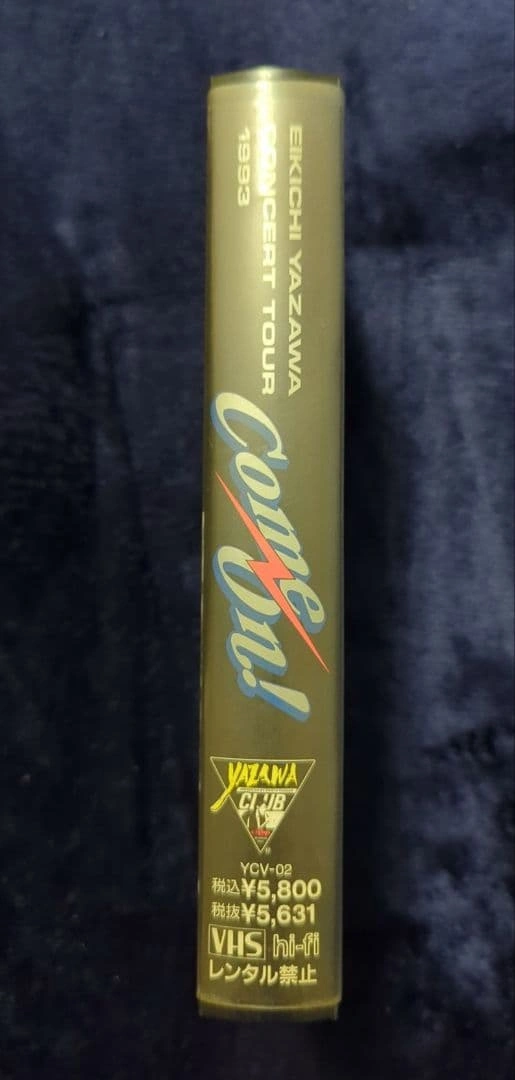 EIKICHI YAZAWA
CONCERT TOUR
1993
Come
On!
YAZAWA
CLUB
®
YCV-02
税込¥5,800
税抜¥5,631
VHS hi-fi
レンタル禁止